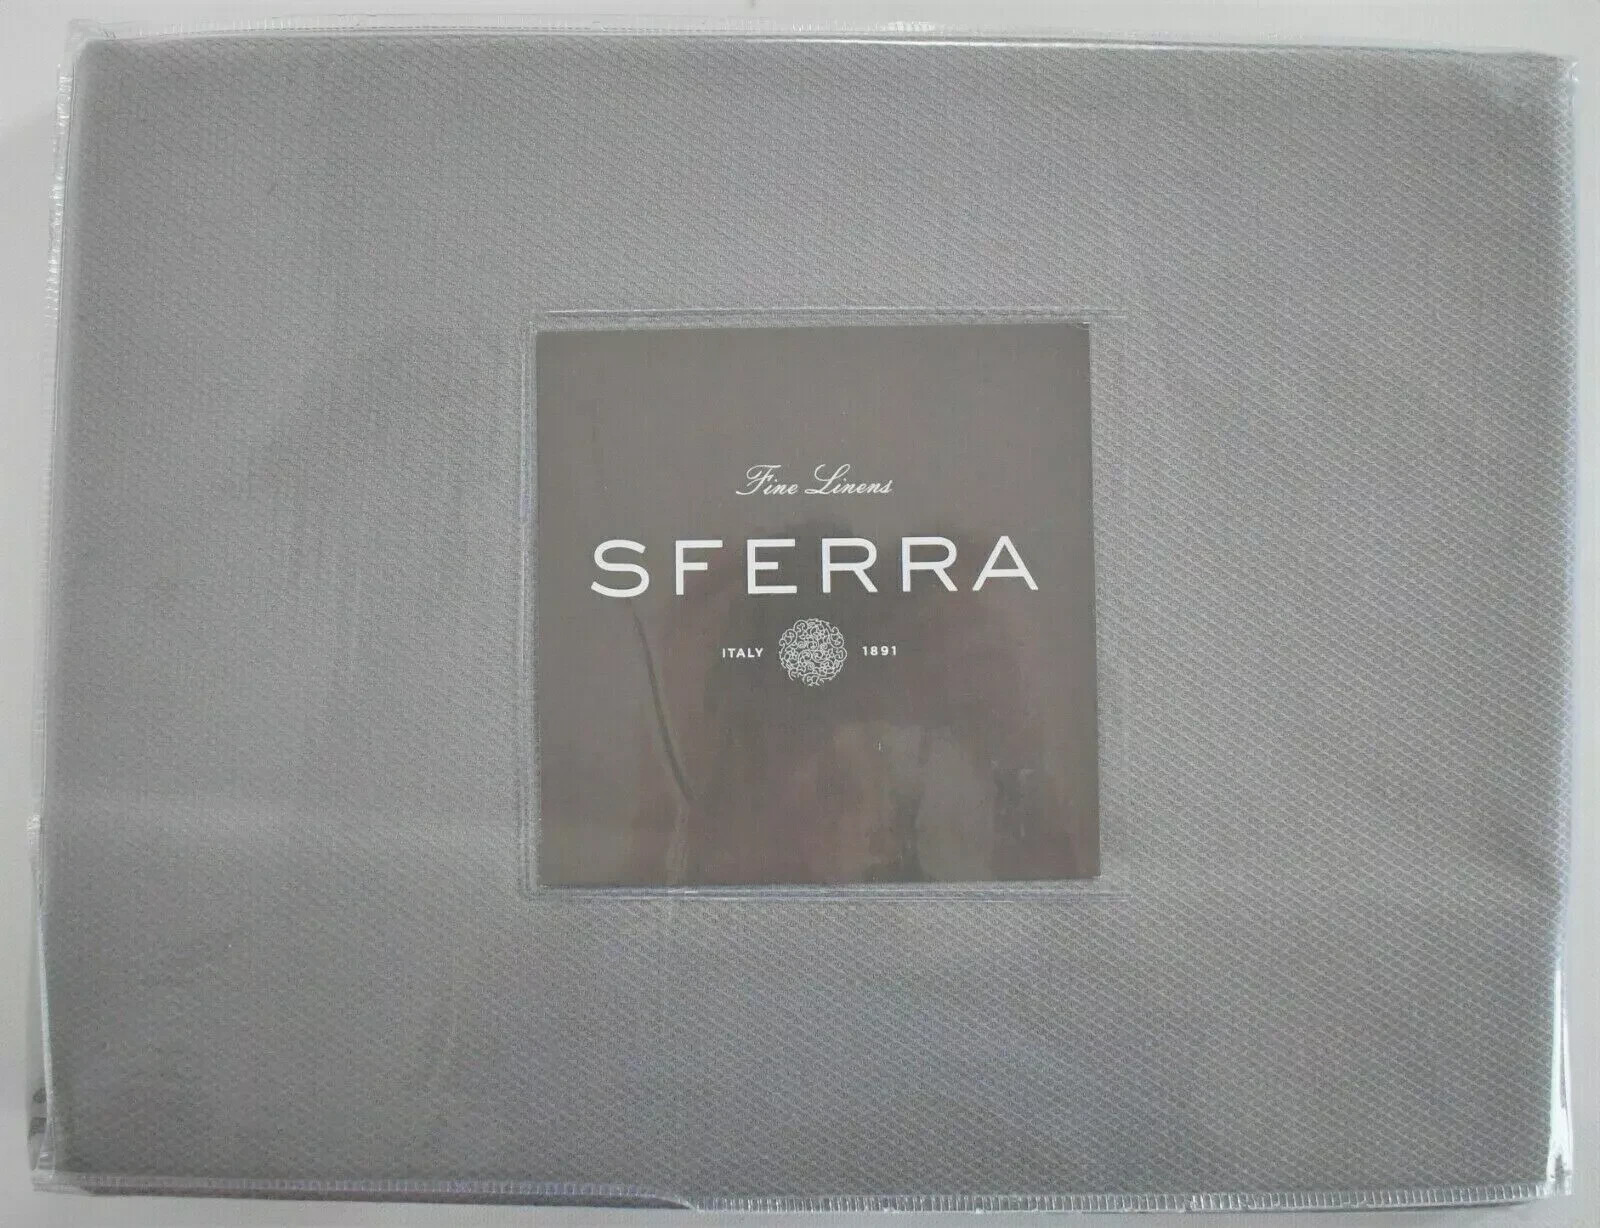 Fine Linens
SFERRA
ITALY 1891